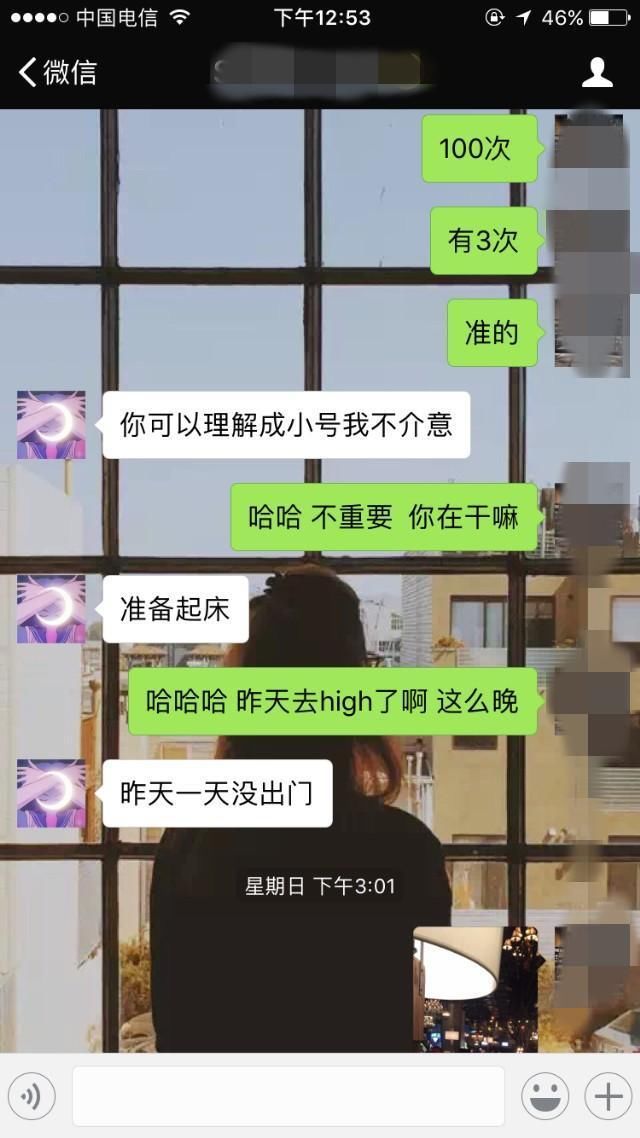 中国电信 下午12:53 46%
微信
100次
有3次
准的
你可以理解成小号我不介意
哈哈 不重要 你在干嘛
准备起床
哈哈哈 昨天去high了啊 这么晚
昨天一天没出门
星期日 下午3:01